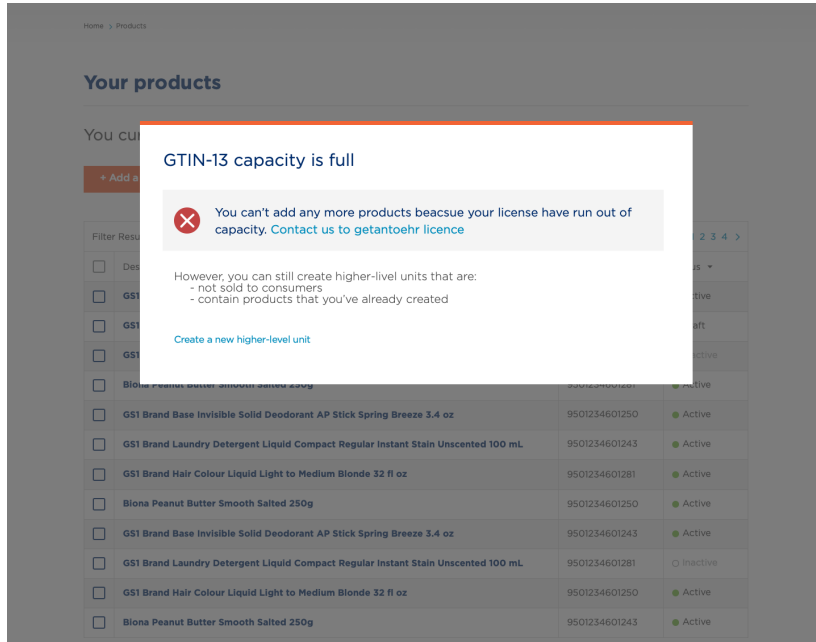 Home > Products
Your products
You cu
+ Add a
GTIN-13 capacity is full
You can't add any more products beacsue your license have run out of
capacity. Contact us to getantoehr licence
However, you can still create higher-livel units that are:
- not sold to consumers
- contain products that you've already created
Create a new higher-level unit
Filter Resu 2 3 4 >
Des us
GS1 ctive
GS1 aft
GS1 active
Biona Peanut Butter Smooth Salted 250g 9501234601281 Active
GS1 Brand Base Invisible Solid Deodorant AP Stick Spring Breeze 3.4 oz 9501234601250 Active
GS1 Brand Laundry Detergent Liquid Compact Regular Instant Stain Unscented 100 mL 9501234601243 Active
GS1 Brand Hair Colour Liquid Light to Medium Blonde 32 fl oz 9501234601281 Active
Biona Peanut Butter Smooth Salted 250g 9501234601250 Active
GS1 Brand Base Invisible Solid Deodorant AP Stick Spring Breeze 3.4 oz 9501234601243 Active
GS1 Brand Laundry Detergent Liquid Compact Regular Instant Stain Unscented 100 mL 9501234601281 Inactive
GS1 Brand Hair Colour Liquid Light to Medium Blonde 32 fl oz 9501234601250 Active
Biona Peanut Butter Smooth Salted 250g 9501234601243 Active